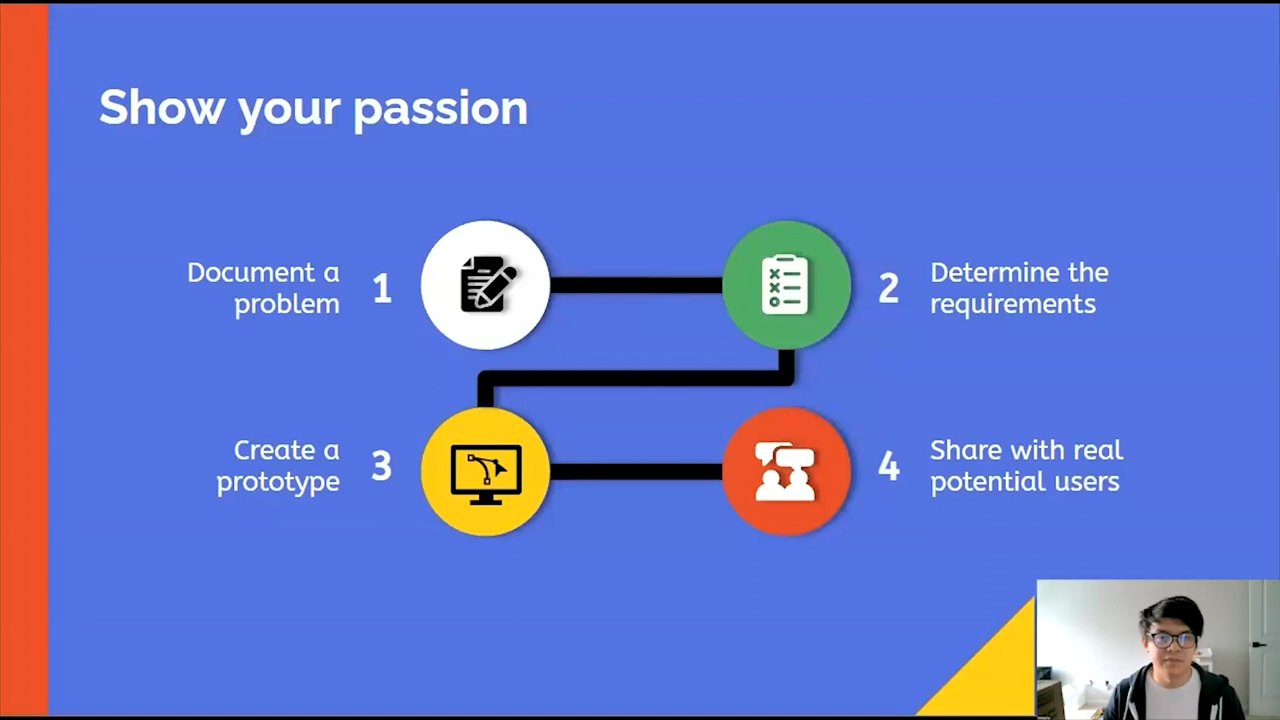 Show your passion
Document a
problem
1
2
Determine the
requirements
Create a
prototype
3
4
Share with real
potential users